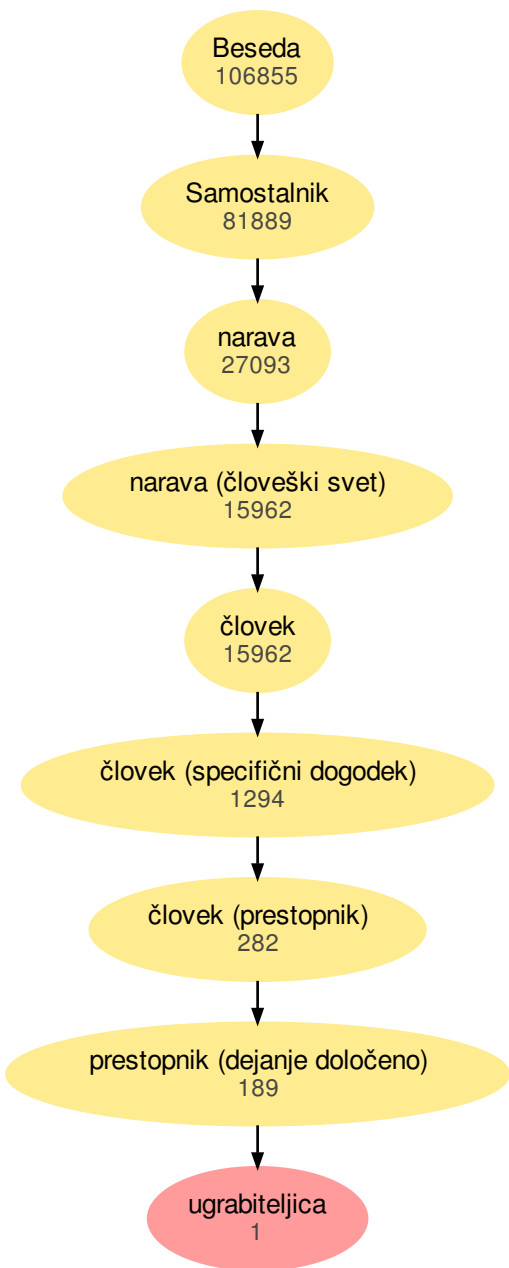 Beseda
106855
Samostalnik
81889
narava
27093
narava (človeški svet)
15962
človek
15962
človek (specifični dogodek)
1294
človek (prestopnik)
282
prestopnik (dejanje določeno)
189
ugrabiteljica
1